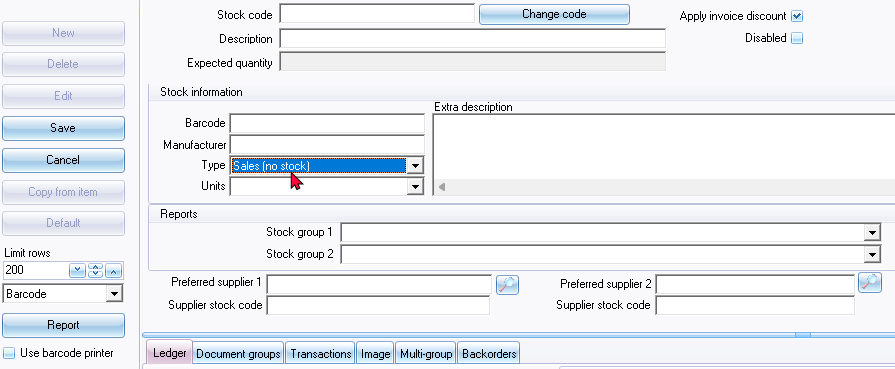 New
Delete
Edit
Save
Cancel
Copy from item
Default
Limit rows
200
Barcode
Report
Use barcode printer
Stock code
Change code
Apply invoice discount
Description
Disabled
Expected quantity
Stock information
Barcode
Extra description
Manufacturer
Type Sales (no stock)
Units
Reports
Stock group 1
Stock group 2
Preferred supplier 1
Preferred supplier 2
Supplier stock code
Supplier stock code
Ledger Document groups Transactions Image Multi-group Backorders